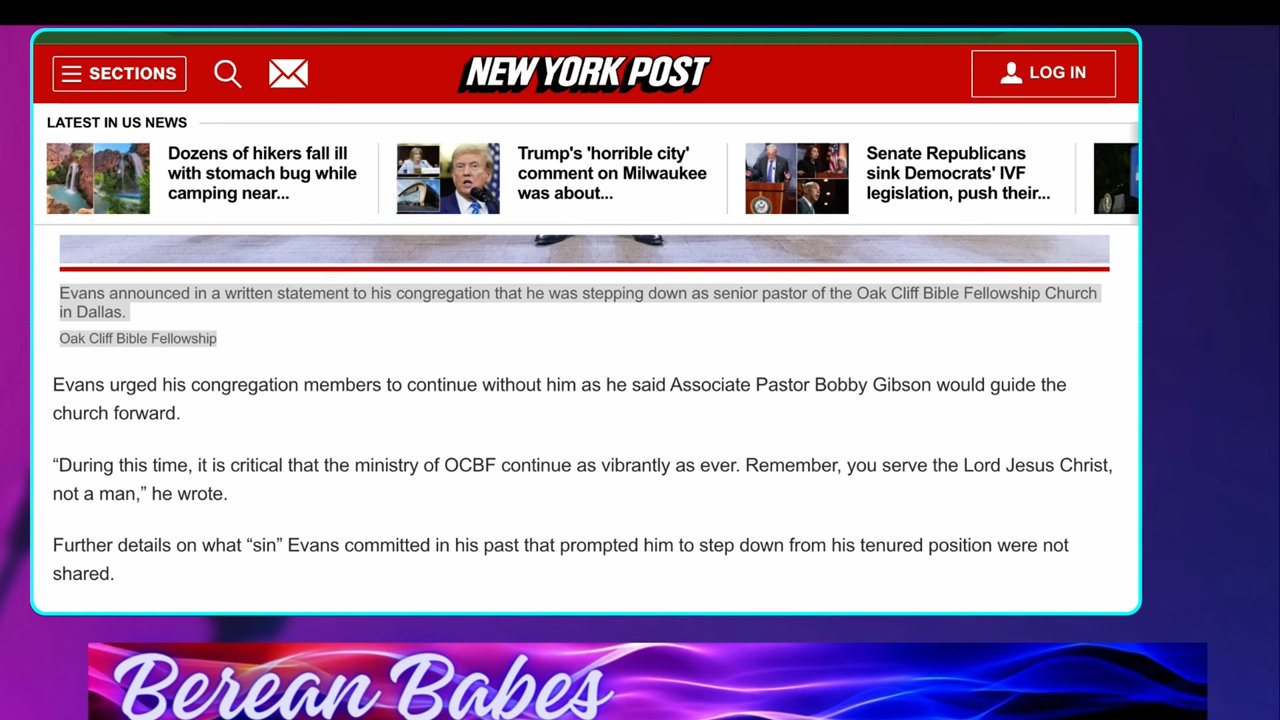 SECTIONS
NEW YORK POST
LOG IN
LATEST IN US NEWS
Dozens of hikers fall ill
with stomach bug while
camping near...
Trump's 'horrible city'
comment on Milwaukee
was about...
Senate Republicans
sink Democrats' IVF
legislation, push their...
Evans announced in a written statement to his congregation that he was stepping down as senior pastor of the Oak Cliff Bible Fellowship Church
in Dallas.
Oak Cliff Bible Fellowship
Evans urged his congregation members to continue without him as he said Associate Pastor Bobby Gibson would guide the
church forward.
“During this time, it is critical that the ministry of OCBF continue as vibrantly as ever. Remember, you serve the Lord Jesus Christ,
not a man,” he wrote.
Further details on what “sin” Evans committed in his past that prompted him to step down from his tenured position were not
shared.
Berean Babes